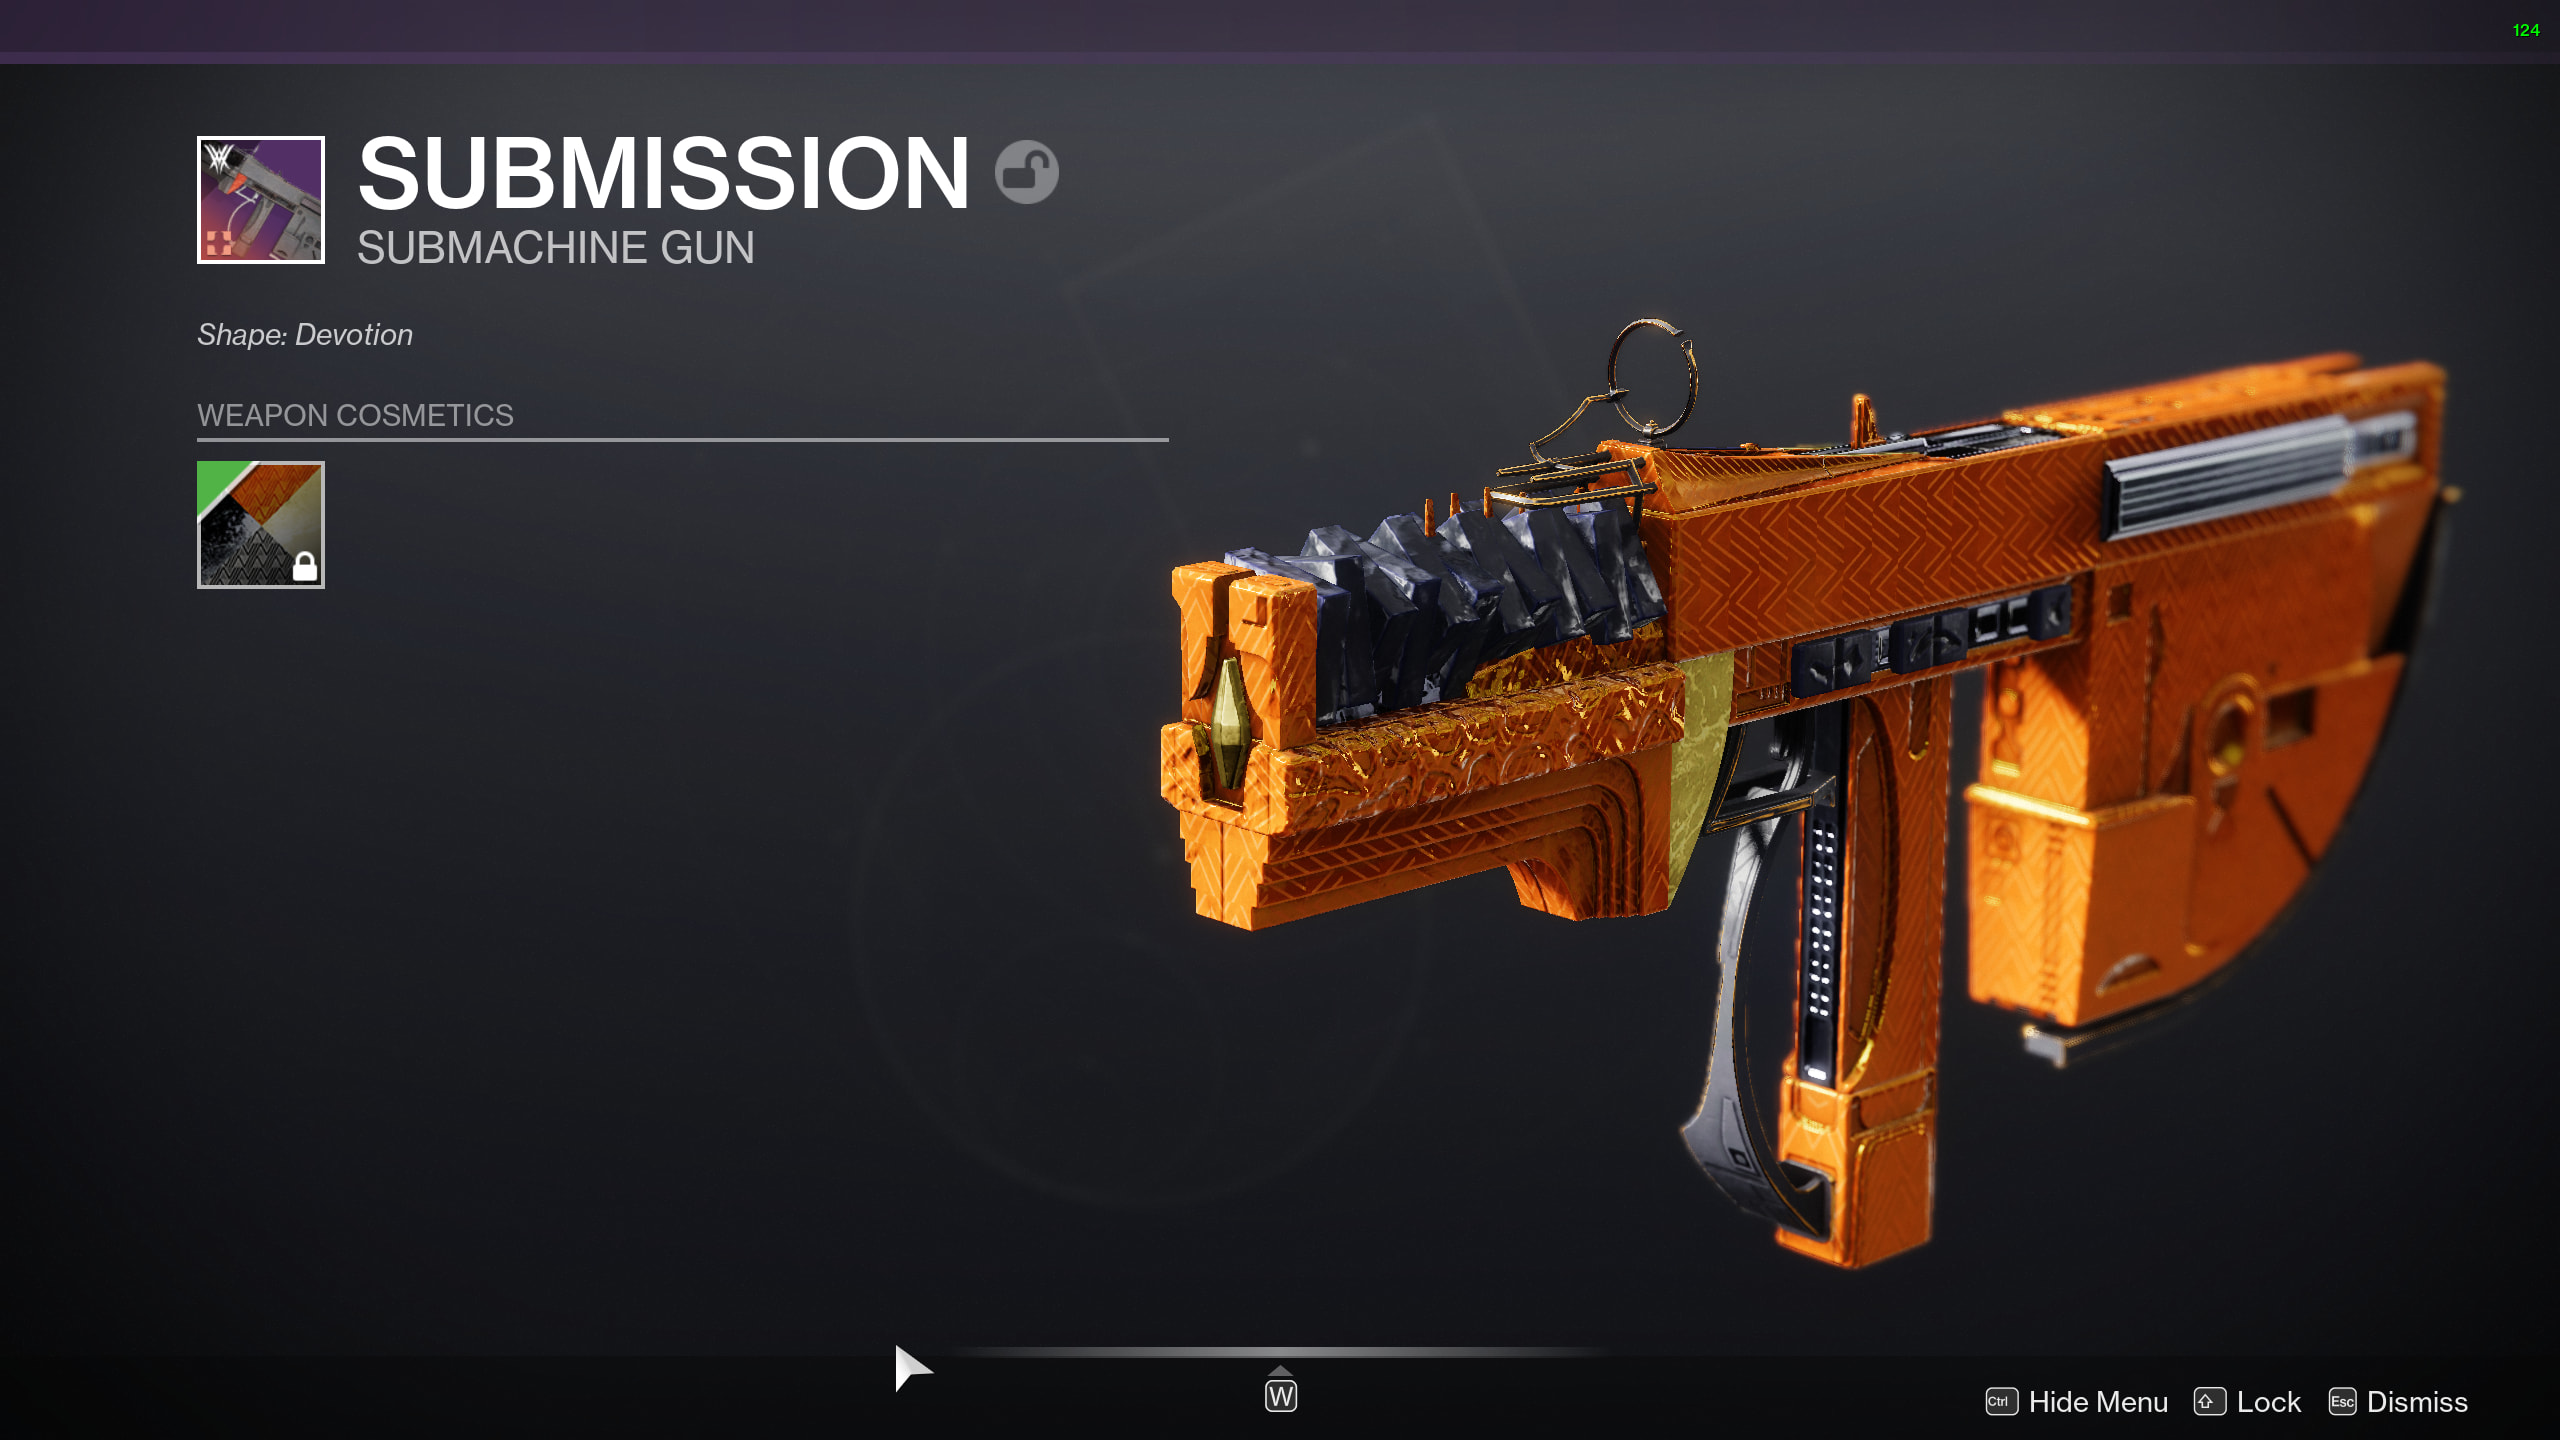 124
SUBMISSION
SUBMACHINE GUN
Shape: Devotion
WEAPON COSMETICS
W
Ctrl Hide Menu Lock Esc Dismiss